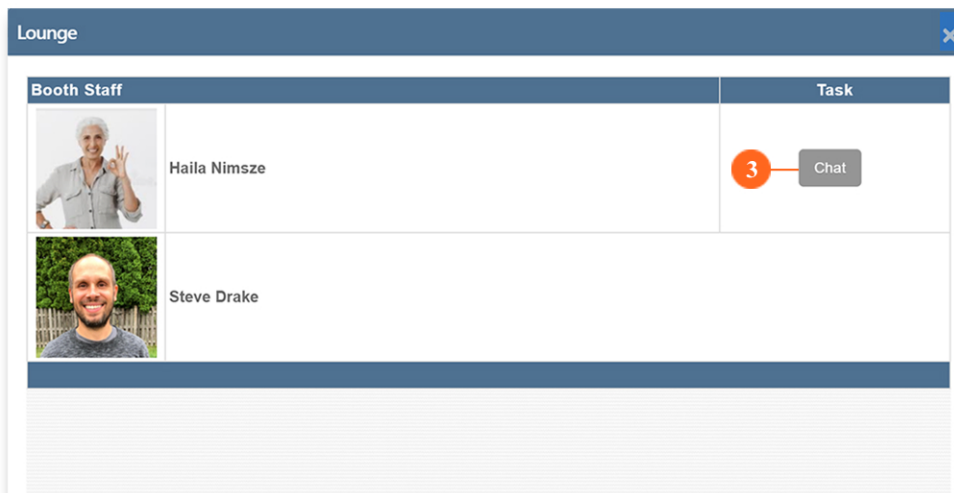 Lounge
Booth Staff Task
Haila Nimsze 3 Chat
Steve Drake